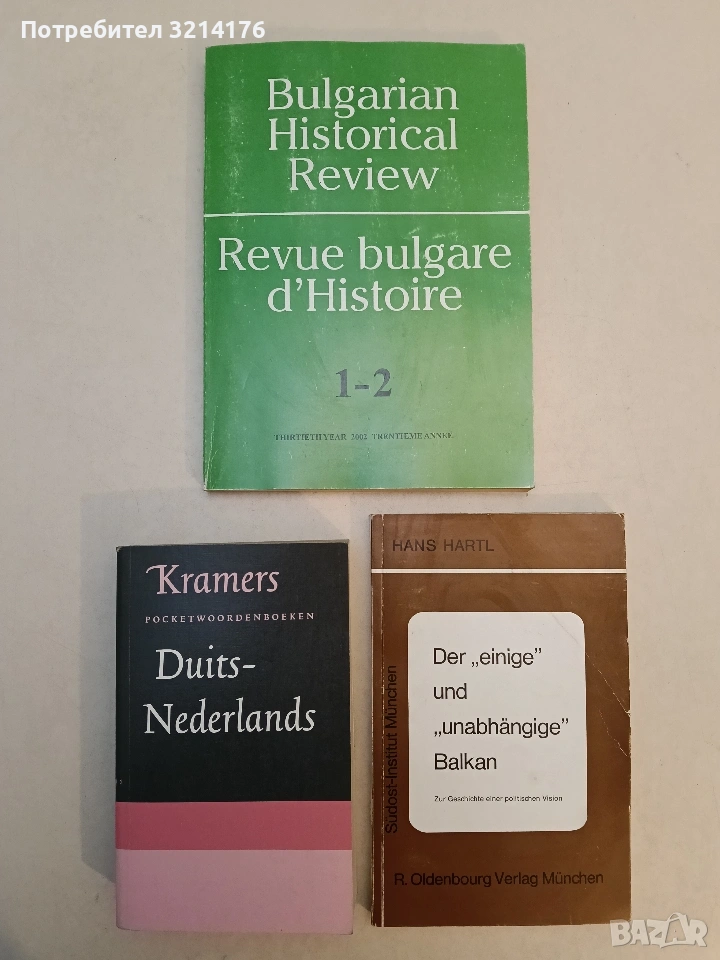 Потребител 3214176
Bulgarian
Historical
Review
Revue bulgare
d'Histoire
1-2
THIRTIETH YEAR 2002 TRENTIEME ANNEE
Kramers
POCKETWOORDENBOEKEN
Duits-
Nederlands
HANS HARTL
Der „einige”
und
„unabhängige”
Balkan
Zur Geschichte einer politischen Vision
Südost-Institut München
R. Oldenbourg Verlag München
BAZAR